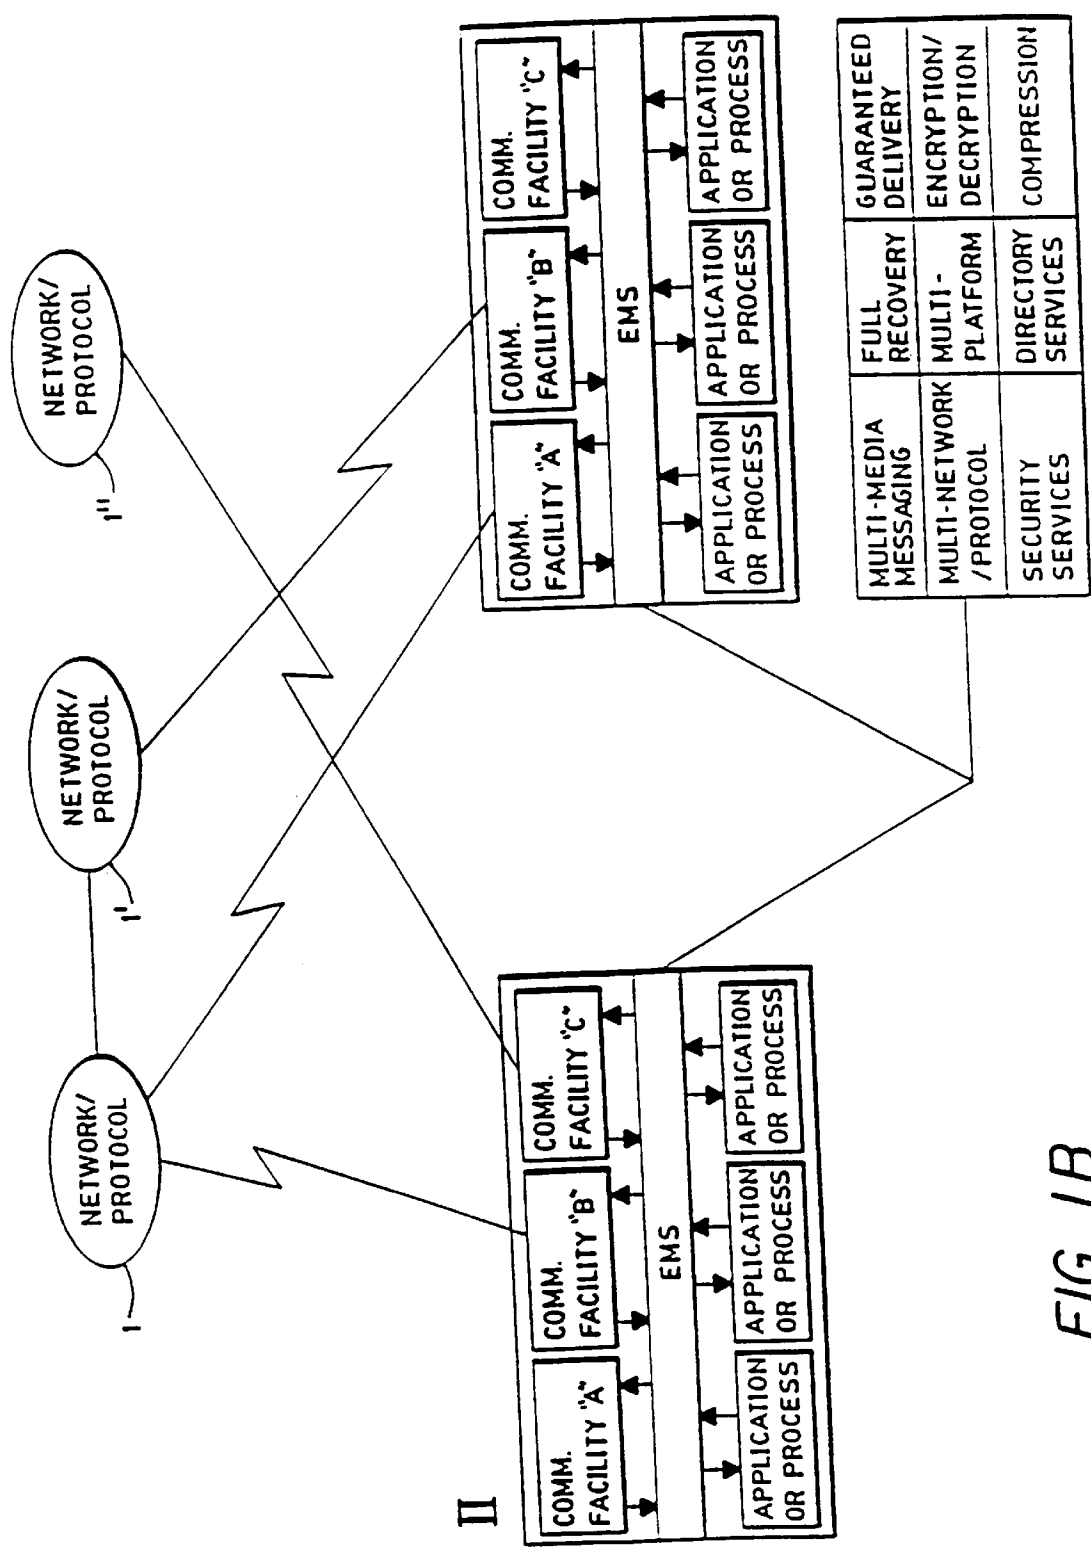 NETWORK/
PROTOCOL
1
NETWORK/
PROTOCOL
1'
NETWORK/
PROTOCOL
1"
II
COMM.
FACILITY "A"
COMM.
FACILITY "B"
COMM.
FACILITY "C"
EMS
APPLICATION
OR PROCESS
APPLICATION
OR PROCESS
APPLICATION
OR PROCESS
COMM.
FACILITY "A"
COMM.
FACILITY "B"
COMM.
FACILITY "C"
EMS
APPLICATION
OR PROCESS
APPLICATION
OR PROCESS
APPLICATION
OR PROCESS
MULTI-MEDIA
MESSAGING
FULL
RECOVERY
GUARANTEED
DELIVERY
MULTI-NETWORK
/PROTOCOL
MULTI-
PLATFORM
ENCRYPTION/
DECRYPTION
SECURITY
SERVICES
DIRECTORY
SERVICES
COMPRESSION
FIG. 1B